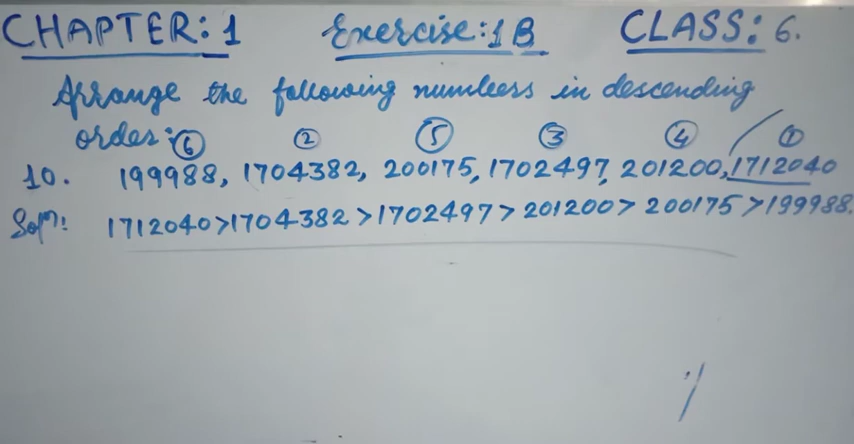 CHAPTER: 1 Exercise: 1B CLASS: 6.
Arrange the following numbers in descending
order:
⑥ ② ⑤ ③ ④ ①
10. 199988, 1704382, 200175, 1702497, 201200, 1712040
Solⁿ: 1712040>1704382>1702497>201200>200175>199988.